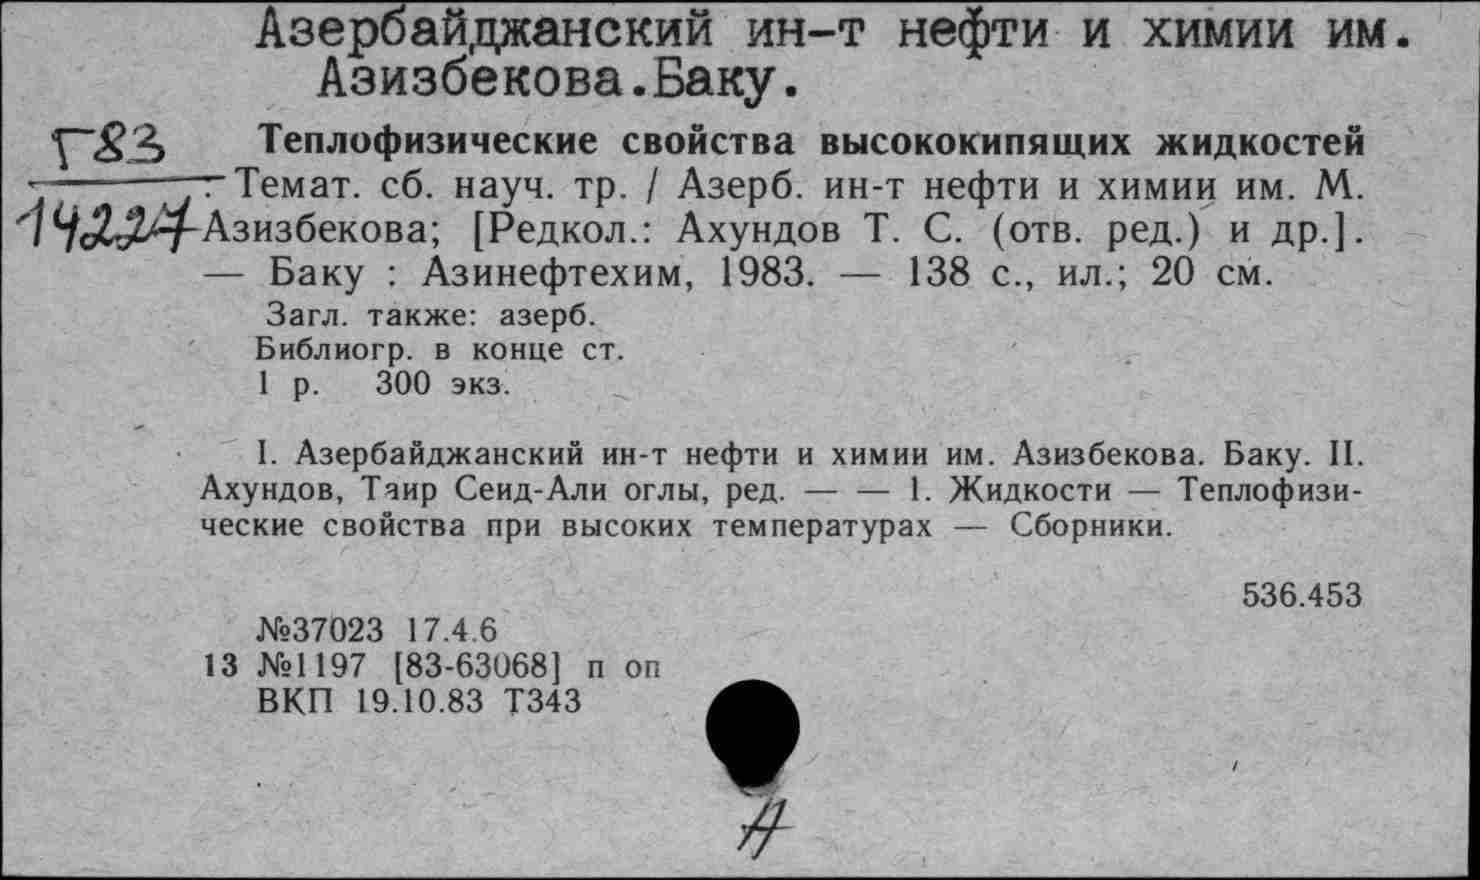 Азербайджанский ин-т нефти и химии им.
Азизбекова.Баку.
Г83
14227
Теплофизические свойства высококипящих жидкостей
: Темат. сб. науч. тр. / Азерб. ин-т нефти и химии им. М.
Азизбекова; [Редкол.: Ахундов Т. С. (отв. ред.) и др.].
— Баку : Азинефтехим, 1983. — 138 с., ил.; 20 см.
Загл. также: азерб.
Библиогр. в конце ст.
1 р. 300 экз.
I. Азербайджанский ин-т нефти и химии им. Азизбекова. Баку. II.
Ахундов, Таир Сеид-Али оглы, ред. — — 1. Жидкости — Теплофизи-
ческие свойства при высоких температурах — Сборники.
536.453
№37023 17.4.6
13 №1197 [83-63068] п оп
ВКП 19.10.83 Т343
А